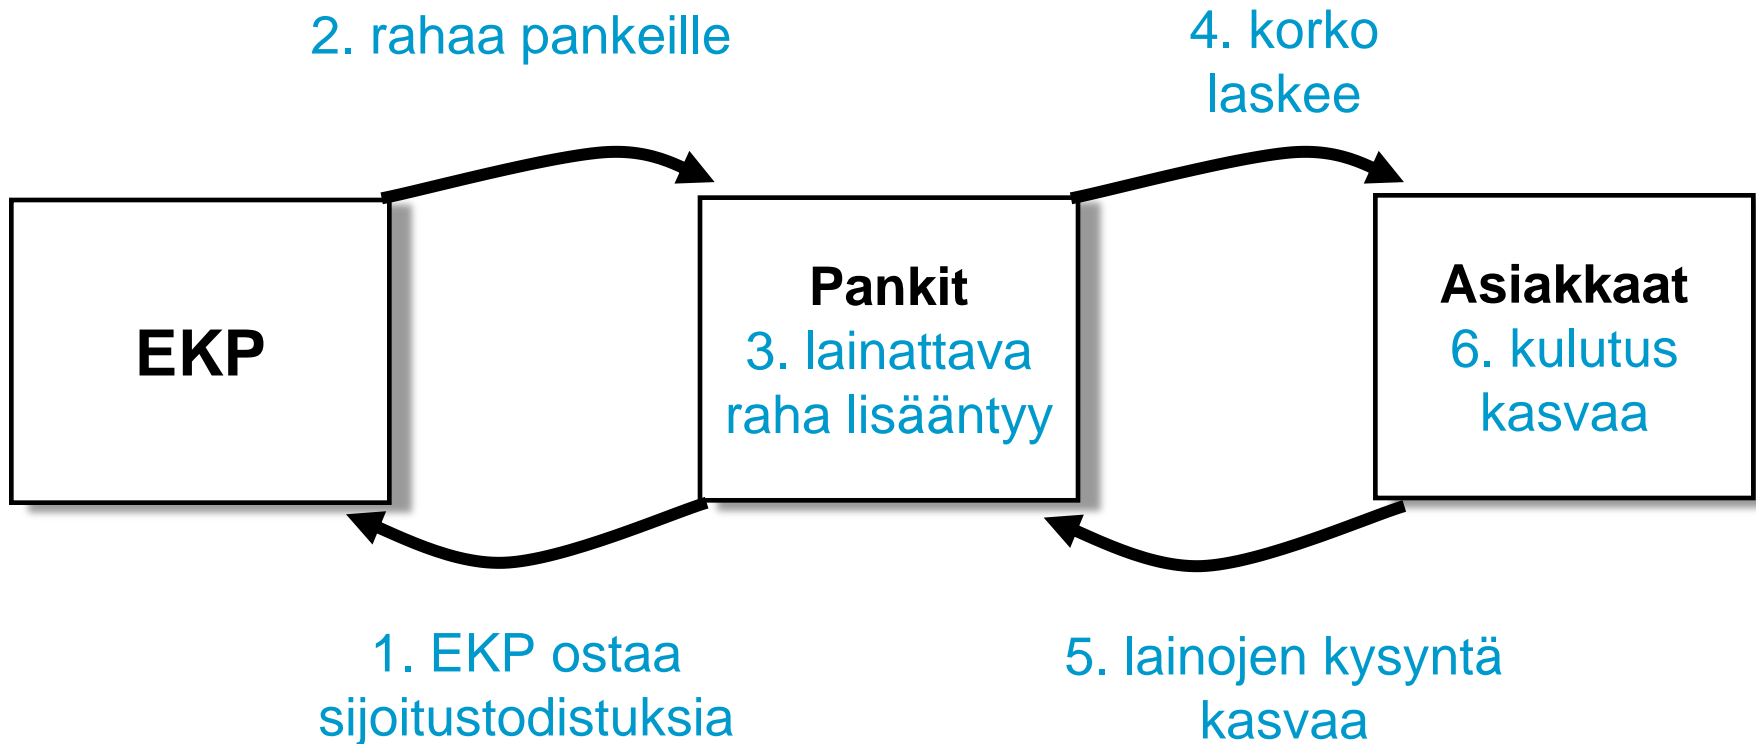 2. rahaa pankeille
4. korko
laskee
EKP
Pankit
3. lainattava
raha lisääntyy
Asiakkaat
6. kulutus
kasvaa
1. EKP ostaa
sijoitustodistuksia
5. lainojen kysyntä
kasvaa